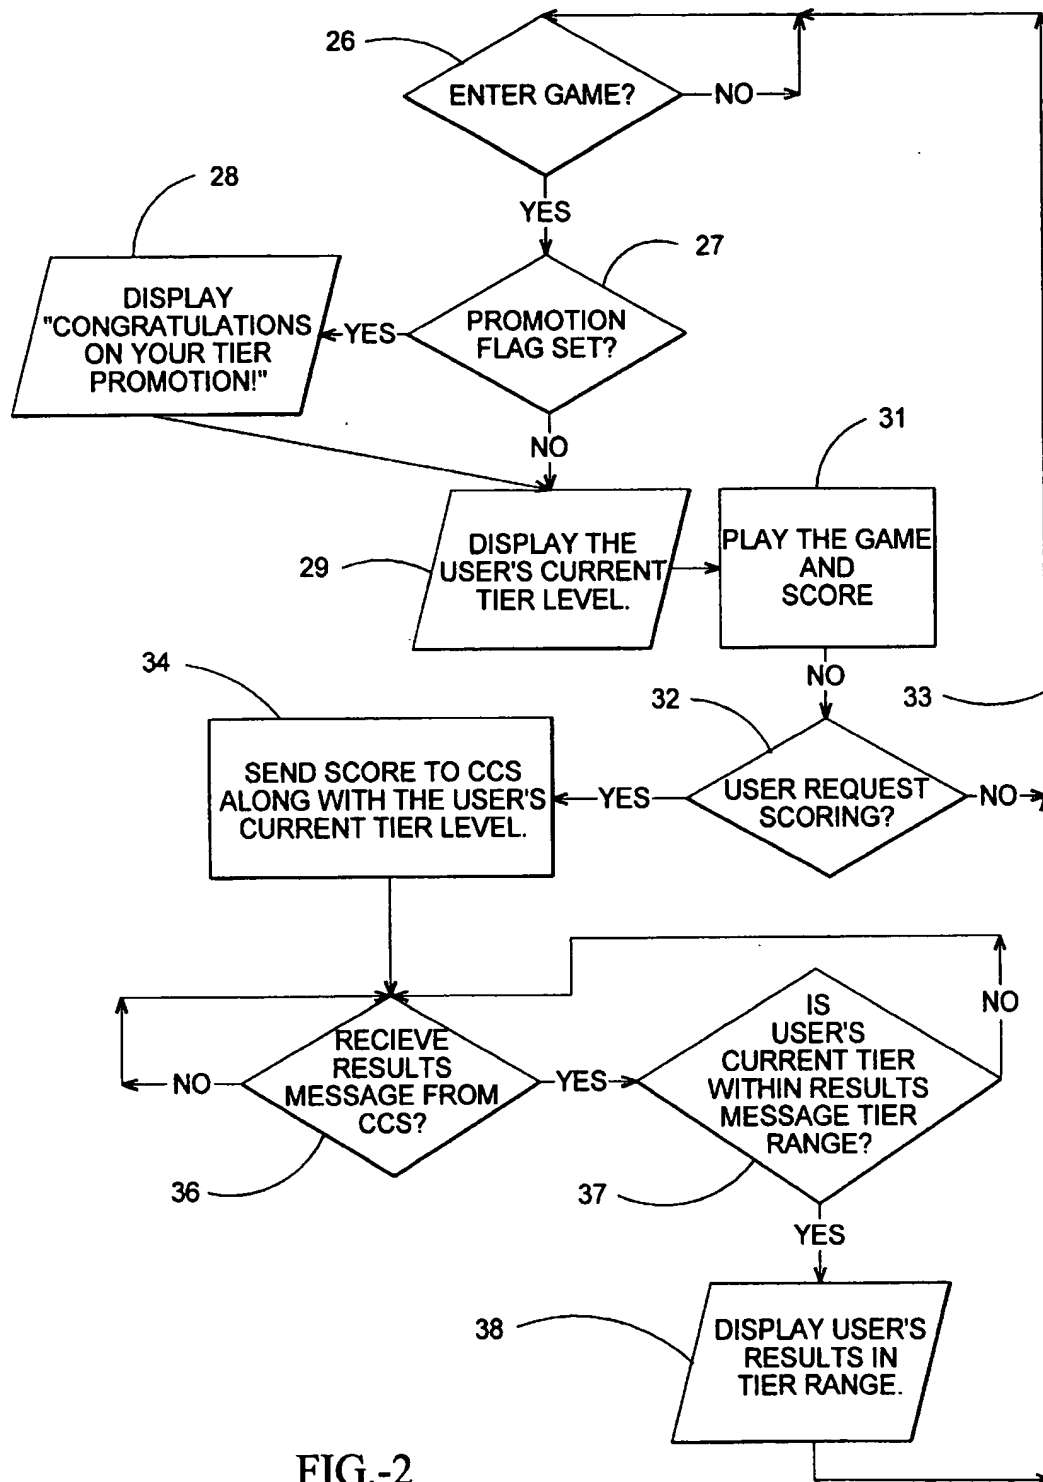 26
ENTER GAME?
NO
28
YES
27
DISPLAY
"CONGRATULATIONS
ON YOUR TIER
PROMOTION!"
YES
PROMOTION
FLAG SET?
NO
31
29
DISPLAY THE
USER'S CURRENT
TIER LEVEL.
PLAY THE GAME
AND
SCORE
NO
34
32
33
SEND SCORE TO CCS
ALONG WITH THE USER'S
CURRENT TIER LEVEL.
YES
USER REQUEST
SCORING?
NO
RECIEVE
RESULTS
MESSAGE FROM
CCS?
NO
YES
IS
USER'S
CURRENT TIER
WITHIN RESULTS
MESSAGE TIER
RANGE?
NO
36
37
YES
38
DISPLAY USER'S
RESULTS IN
TIER RANGE.
FIG.-2